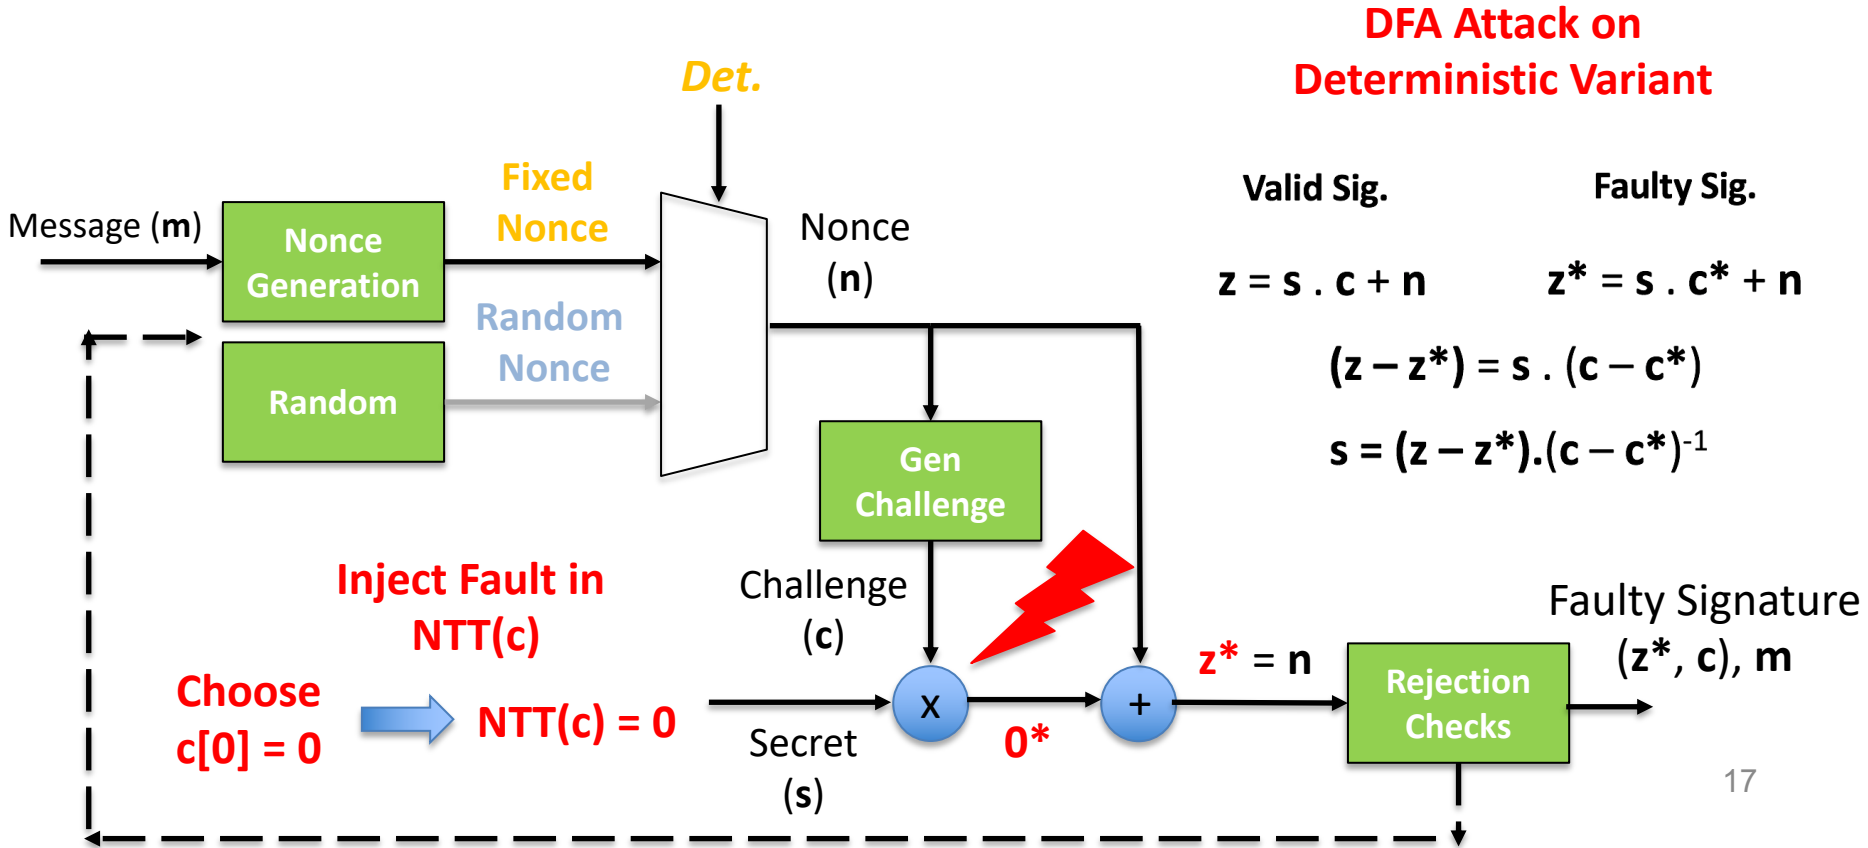 DFA Attack on
Deterministic Variant
Det.
Fixed
Nonce
Valid Sig.
Faulty Sig.
Message (m)
Nonce
Generation
Nonce
(n)
z = s . c + n
z* = s . c* + n
Random
Nonce
(z – z*) = s . (c – c*)
Random
s = (z – z*).(c – c*)-1
Gen
Challenge
Inject Fault in
NTT(c)
Challenge
(c)
Faulty Signature
(z*, c), m
z* = n
Choose
c[0] = 0
NTT(c) = 0
x
+
Rejection
Checks
Secret
(s)
0*
17